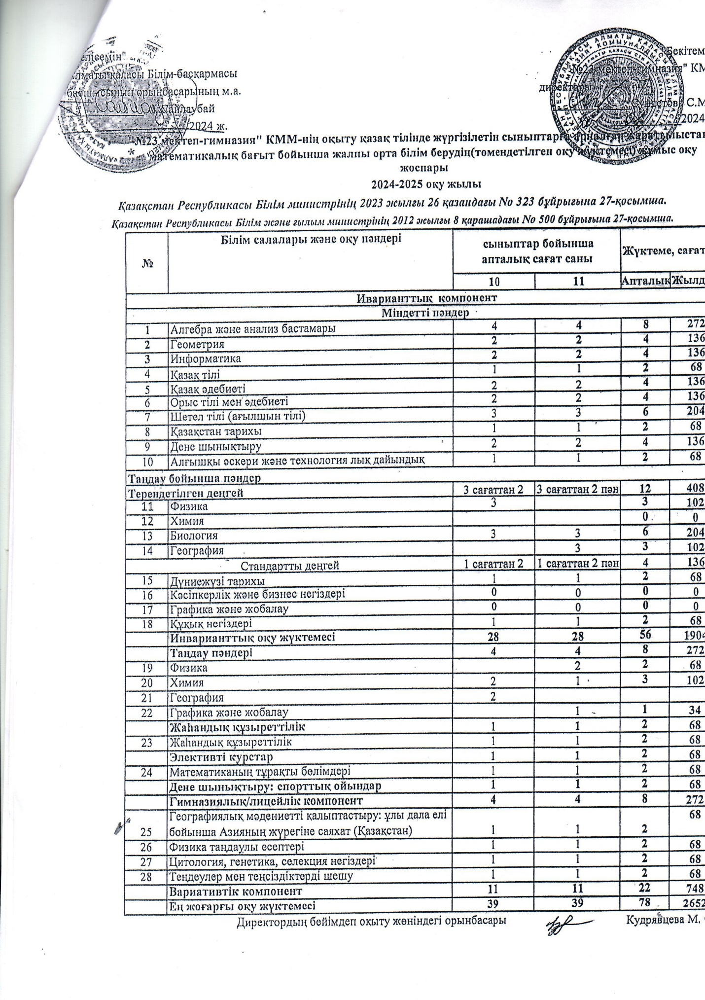 елісемін"
лматы қаласы Білім басқармасы
басшысының орынбасарының м.а.
Сайлаубай
2024 ж.
"Бекітем
№23 мектеп-гимназия" КМ
директоры
С.М
2024
"№23 мектеп-гимназия" КММ-нің оқыту қазақ тілінде жүргізілетін сыныптарға арналған жаратылыстан
математикалық бағыт бойынша жалпы орта білім берудің(төмендетілген оқу жүктемесі) жұмыс оқу
жоспары
2024-2025 оқу жылы
Қазақстан Республикасы Білім министрінің 2023 жылғы 26 қазандағы No 323 бұйрығына 27-қосымша.
Қазақстан Республикасы Білім және ғылым министрінің 2012 жылғы 8 қарашадағы No 500 бұйрығына 27-қосымша.
№ Білім салалары және оқу пәндері сыныптар бойынша апталық сағат саны Жүктеме, сағат
10 11 Апталық Жылд
Иварианттық компонент
Міндетті пәндер
1 Алгебра және анализ бастамары 4 4 8 272
2 Геометрия 2 2 4 136
3 Информатика 2 2 4 136
4 Қазақ тілі 1 1 2 68
5 Қазақ әдебиеті 2 2 4 136
6 Орыс тілі мен әдебиеті 2 2 4 136
7 Шетел тілі (ағылшын тілі) 3 3 6 204
8 Қазақстан тарихы 1 1 2 68
9 Дене шынықтыру 2 2 4 136
10 Алғышқы әскери және технология лық дайындық 1 1 2 68
Таңдау бойынша пәндер
Терендетілген деңгей 3 сағаттан 2 3 сағаттан 2 пән 12 408
11 Физика 3 3 102
12 Химия 0 0
13 Биология 3 3 6 204
14 География 3 3 102
Стандартты деңгей 1 сағаттан 2 1 сағаттан 2 пән 4 136
15 Дүниежүзі тарихы 1 1 2 68
16 Кәсіпкерлік және бизнес негіздері 0 0 0 0
17 Графика және жобалау 0 0 0 0
18 Құқық негіздері 1 1 2 68
Инварианттық оқу жүктемесі 28 28 56 1904
Таңдау пәндері 4 4 8 272
19 Физика 2 2 68
20 Химия 2 1 3 102
21 География 2
22 Графика және жобалау 1 1 34
Жаһандық құзыреттілік 1 1 2 68
23 Жаһандық құзыреттілік 1 1 2 68
Элективті курстар 1 1 2 68
24 Математиканың тұрақты бөлімдері 1 1 2 68
Дене шынықтыру: спорттық ойындар 1 1 2 68
Гимназиялық/лицейлік компонент 4 4 8 272
Географиялық мәдениетті қалыптастыру: ұлы дала елі 68
25 бойынша Азияның жүрегіне саяхат (Қазақстан) 1 1 2
26 Физика таңдаулы есептері 1 1 2 68
27 Цитология, генетика, селекция негіздері 1 1 2 68
28 Теңдеулер мен теңсіздіктерді шешу 1 1 2 68
Вариативтік компонент 11 11 22 748
Ең жоғарғы оқу жүктемесі 39 39 78 2652
Директордың бейімдеп оқыту жөніндегі орынбасары Кудрявцева М.